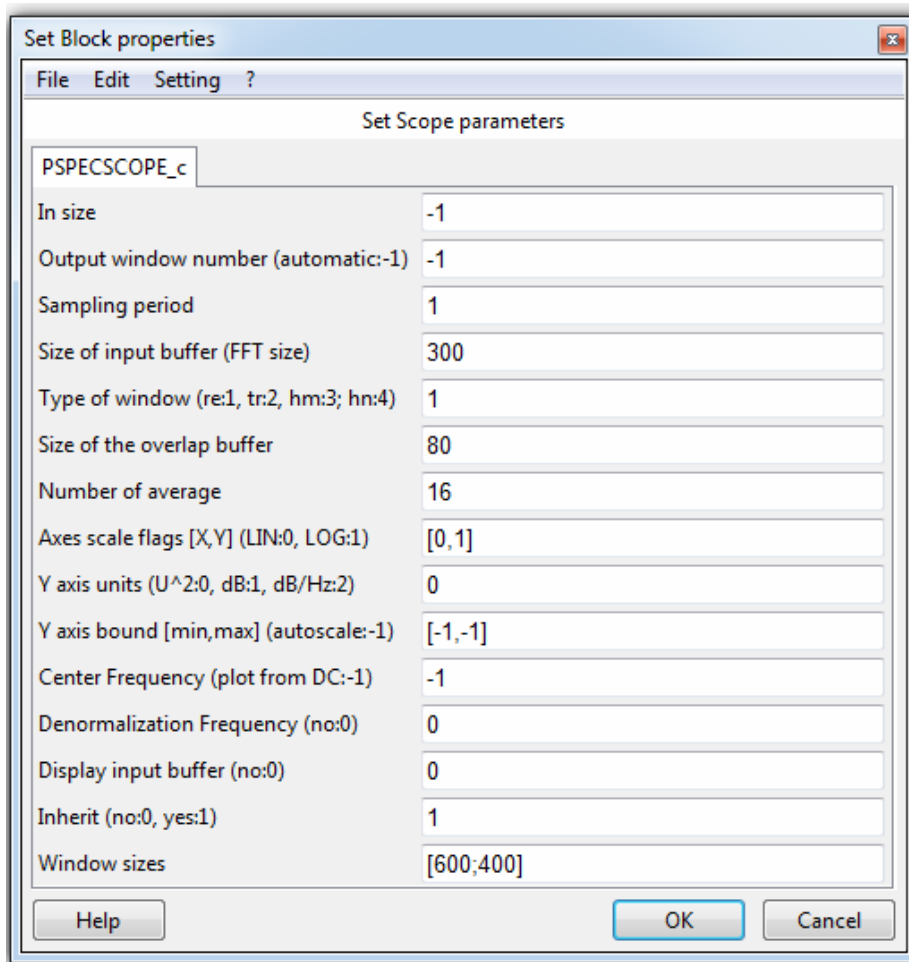 Set Block properties
File Edit Setting ?
Set Scope parameters
PSPECSCOPE_c
In size -1
Output window number (automatic:-1) -1
Sampling period 1
Size of input buffer (FFT size) 300
Type of window (re:1, tr:2, hm:3; hn:4) 1
Size of the overlap buffer 80
Number of average 16
Axes scale flags [X,Y] (LIN:0, LOG:1) [0,1]
Y axis units (U^2:0, dB:1, dB/Hz:2) 0
Y axis bound [min,max] (autoscale:-1) [-1,-1]
Center Frequency (plot from DC:-1) -1
Denormalization Frequency (no:0) 0
Display input buffer (no:0) 0
Inherit (no:0, yes:1) 1
Window sizes [600;400]
Help OK Cancel